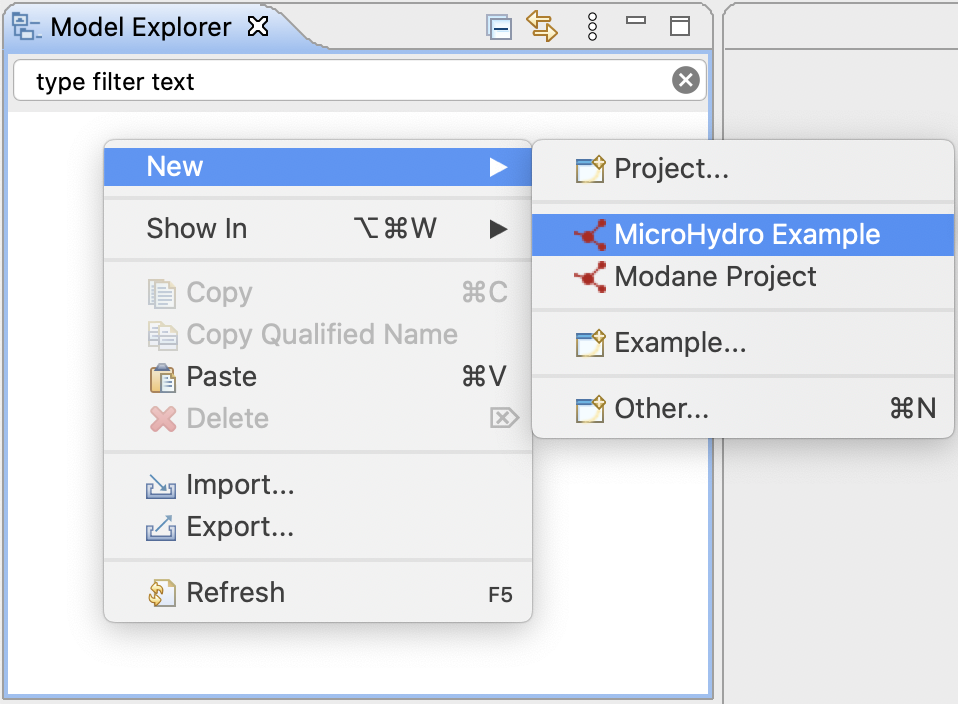 Model Explorer
type filter text
New
Show In ⌥⌘W
Copy ⌘C
Copy Qualified Name
Paste ⌘V
Delete ⌦
Import...
Export...
Refresh F5
Project...
MicroHydro Example
Modane Project
Example...
Other... ⌘N